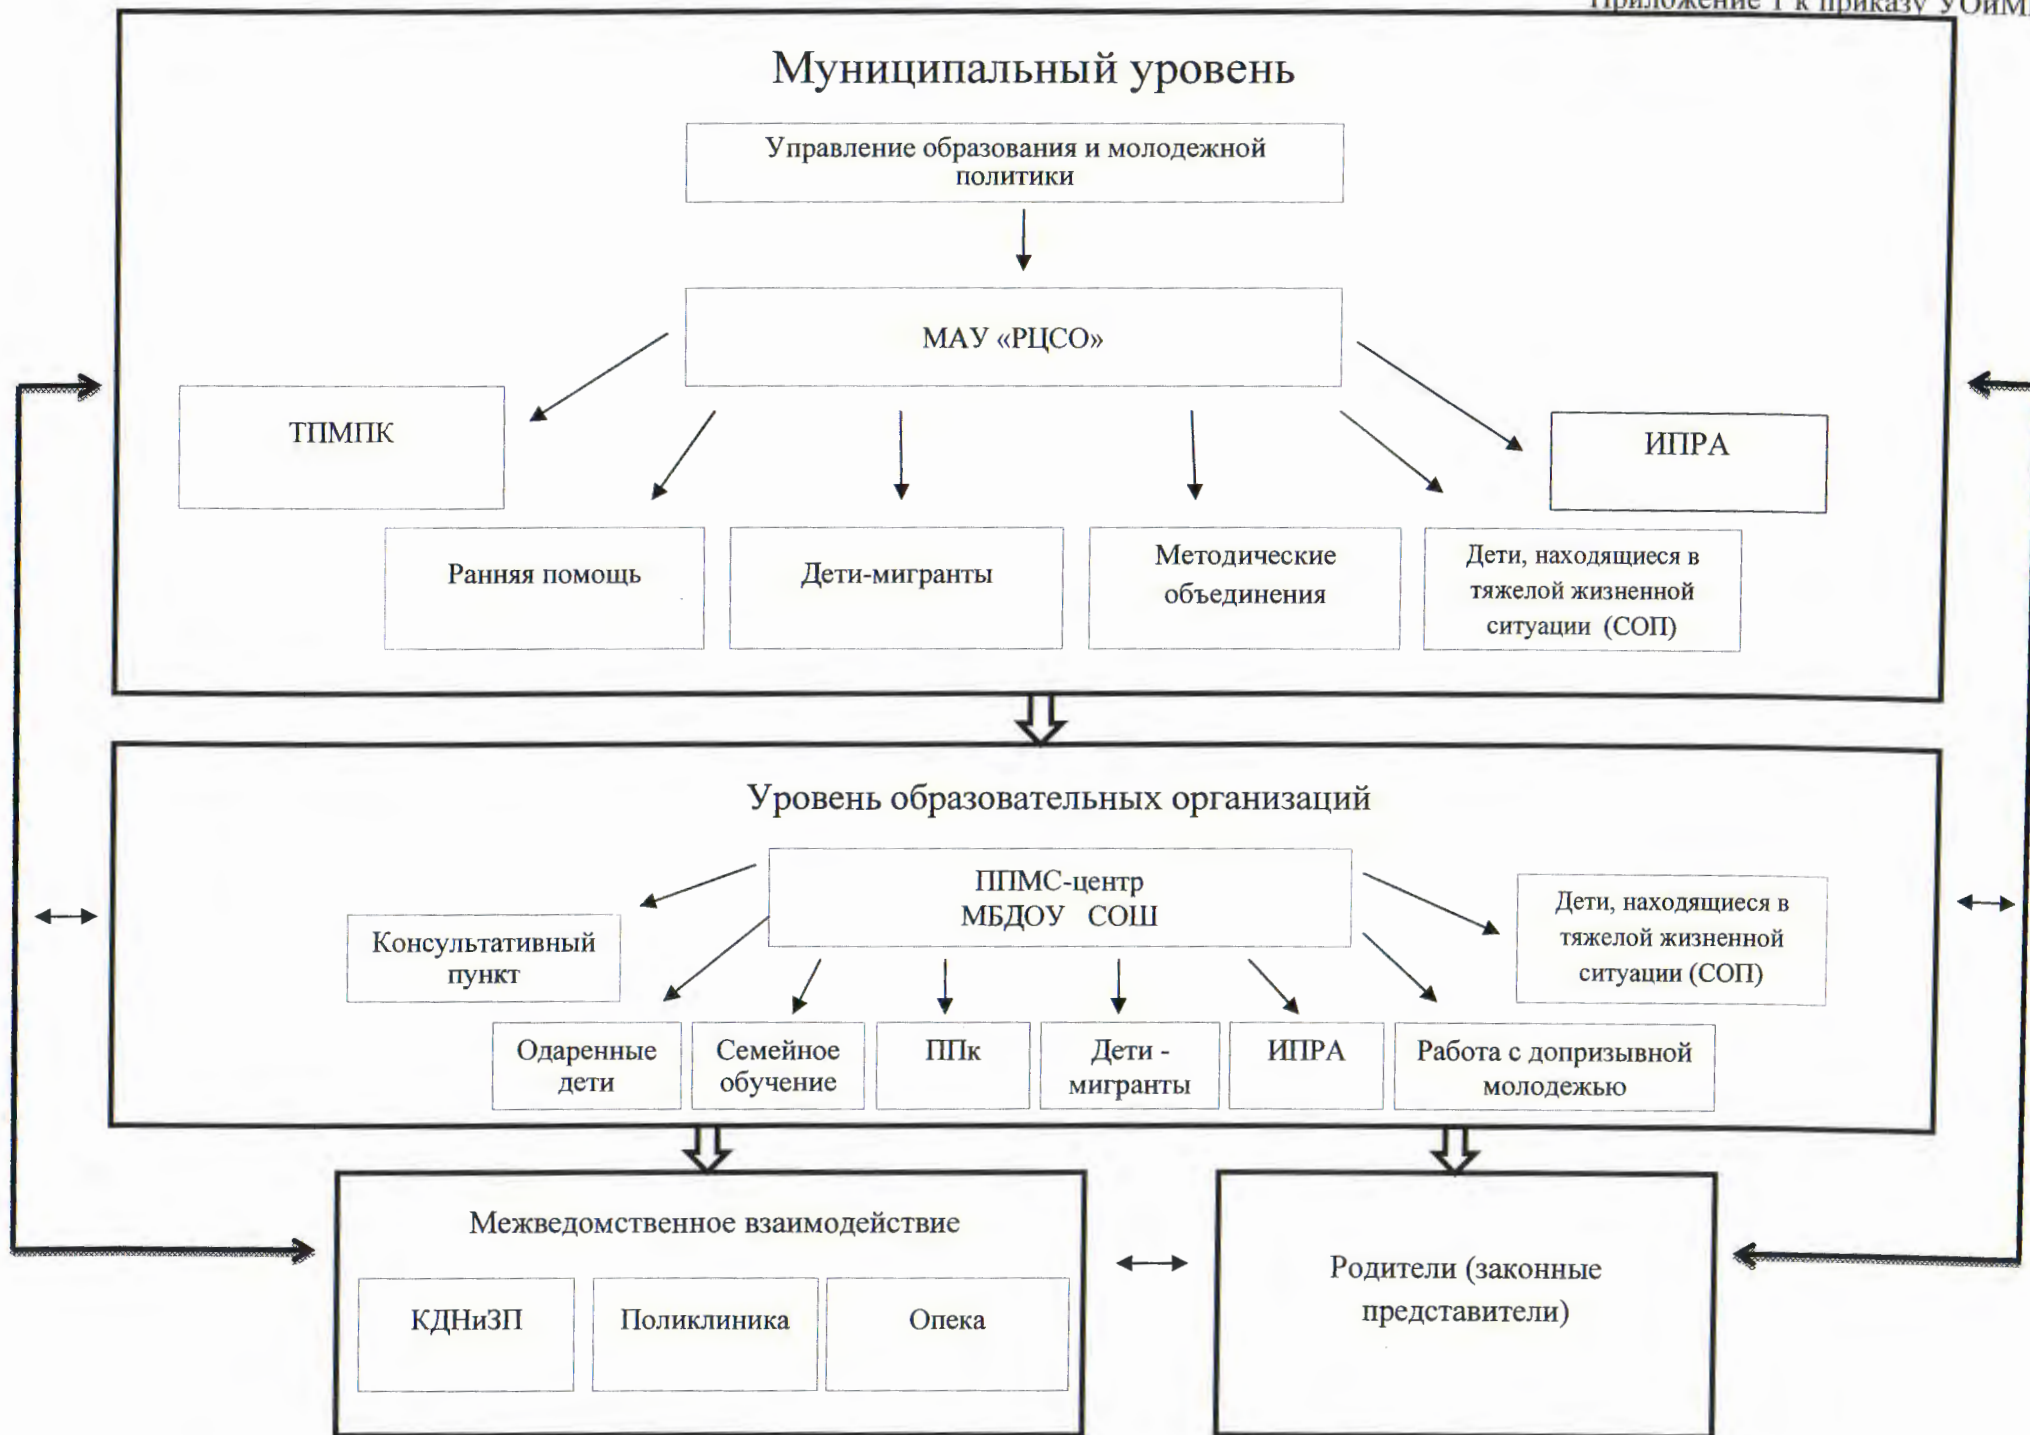 Приложение 1 к приказу УОиМ
Муниципальный уровень
Управление образования и молодежной
политики
МАУ «РЦСО»
ТПМПК
ИПРА
Ранняя помощь
Дети-мигранты
Методические
объединения
Дети, находящиеся в
тяжелой жизненной
ситуации (СОП)
Уровень образовательных организаций
ППМС-центр
МБДОУ СОШ
Консультативный
пункт
Дети, находящиеся в
тяжелой жизненной
ситуации (СОП)
Одаренные
дети
Семейное
обучение
ППк
Дети -
мигранты
ИПРА
Работа с допризывной
молодежью
Межведомственное взаимодействие
КДНиЗП
Поликлиника
Опека
Родители (законные
представители)